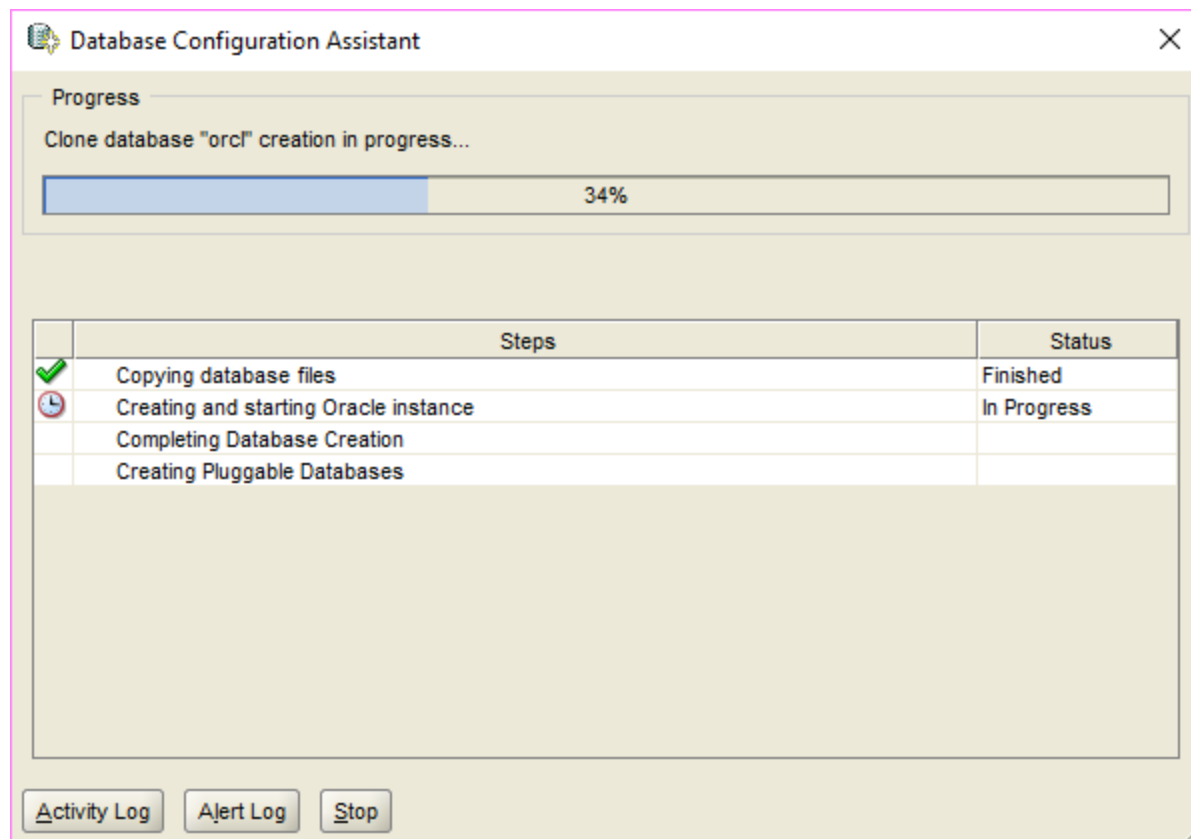 Database Configuration Assistant
Progress
Clone database "orcl" creation in progress...
34%
Steps Status
Copying database files Finished
Creating and starting Oracle instance In Progress
Completing Database Creation
Creating Pluggable Databases
Activity Log Alert Log Stop